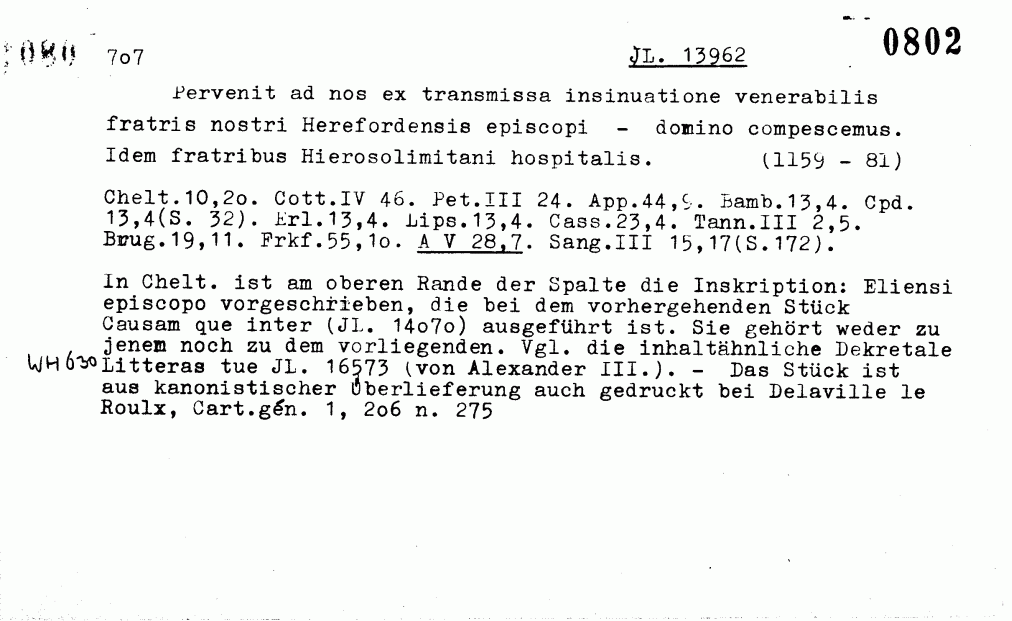 7o7 JL. 13962 0802
Pervenit ad nos ex transmissa insinuatione venerabilis
fratris nostri Herefordensis episcopi - domino compescemus.
Idem fratribus Hierosolimitani hospitalis. (1159 - 81)
Chelt.10,2o. Cott.IV 46. Pet.III 24. App.44,9. Bamb.13,4. Cpd.
13,4(S. 32). Erl.13,4. Lips.13,4. Cass.23,4. Tann.III 2,5.
Brug.19,11. Frkf.55,1o. A V 28,7. Sang.III 15,17(S.172).
In Chelt. ist am oberen Rande der Spalte die Inskription: Eliensi
episcopo vorgeschrieben, die bei dem vorhergehenden Stück
Causam que inter (JL. 14o7o) ausgeführt ist. Sie gehört weder zu
jenem noch zu dem vorliegenden. Vgl. die inhaltähnliche Dekretale
WH 630 Litteras tue JL. 16573 (von Alexander III.). - Das Stück ist
aus kanonistischer Überlieferung auch gedruckt bei Delaville le
Roulx, Cart.gén. 1, 2o6 n. 275